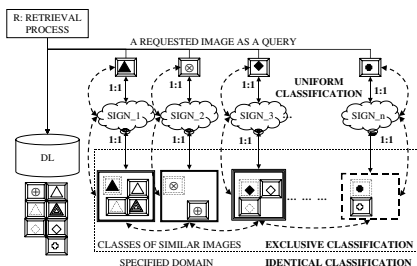 R: RETRIEVAL
PROCESS
A REQUESTED IMAGE AS A QUERY
1:1 1:1 1:1 1:1
UNIFORM
CLASSIFICATION
SIGN_1 SIGN_2 SIGN_3 ... SIGN_n
1:1 1:1 1:1 1:1
DL
... ... ...
CLASSES OF SIMILAR IMAGES EXCLUSIVE CLASSIFICATION
SPECIFIED DOMAIN IDENTICAL CLASSIFICATION